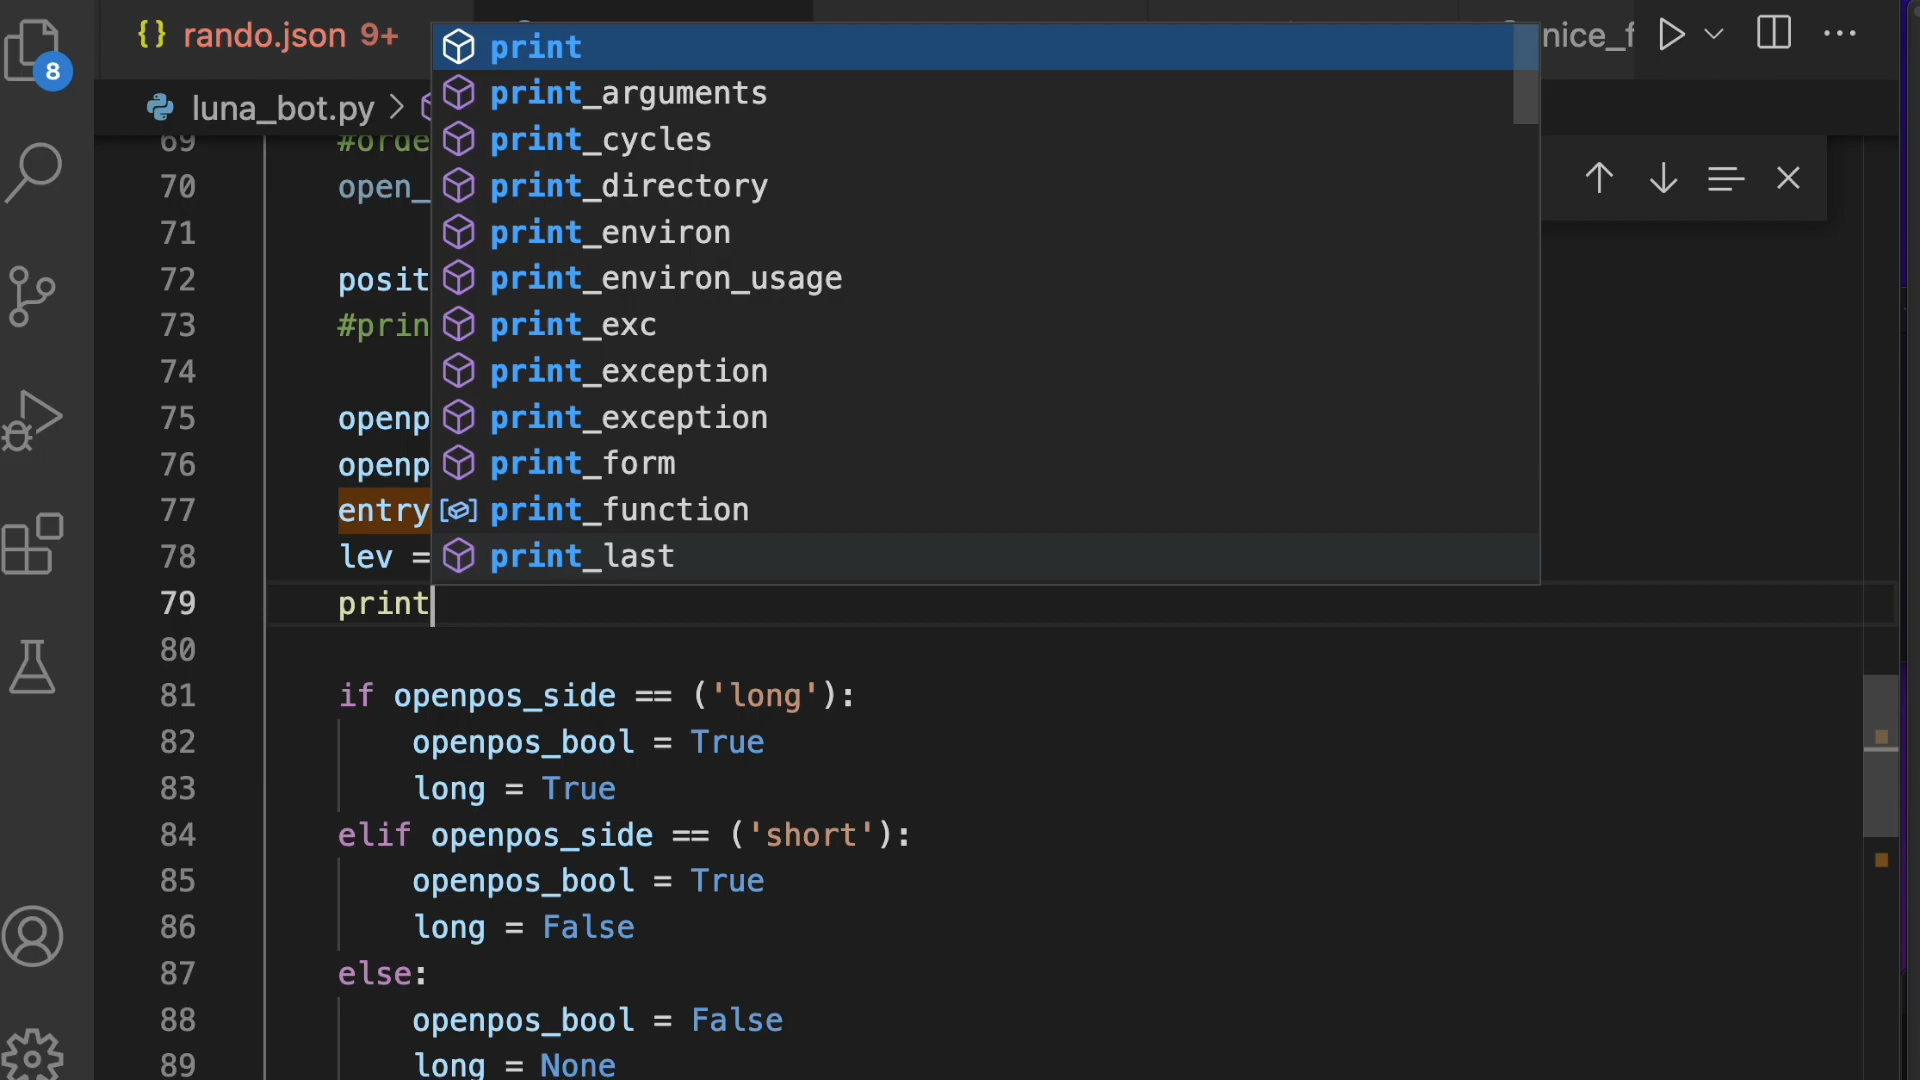 {} rando.json 9+
nice_f
8
luna_bot.py >
print
print_arguments
print_cycles
print_directory
print_environ
print_environ_usage
print_exc
print_exception
print_exception
print_form
print_function
print_last
69 #orde
70 open_
71
72 posit
73 #prin
74
75 openp
76 openp
77 entry
78 lev =
79 print
80
81 if openpos_side == ('long'):
82 openpos_bool = True
83 long = True
84 elif openpos_side == ('short'):
85 openpos_bool = True
86 long = False
87 else:
88 openpos_bool = False
89 long = None